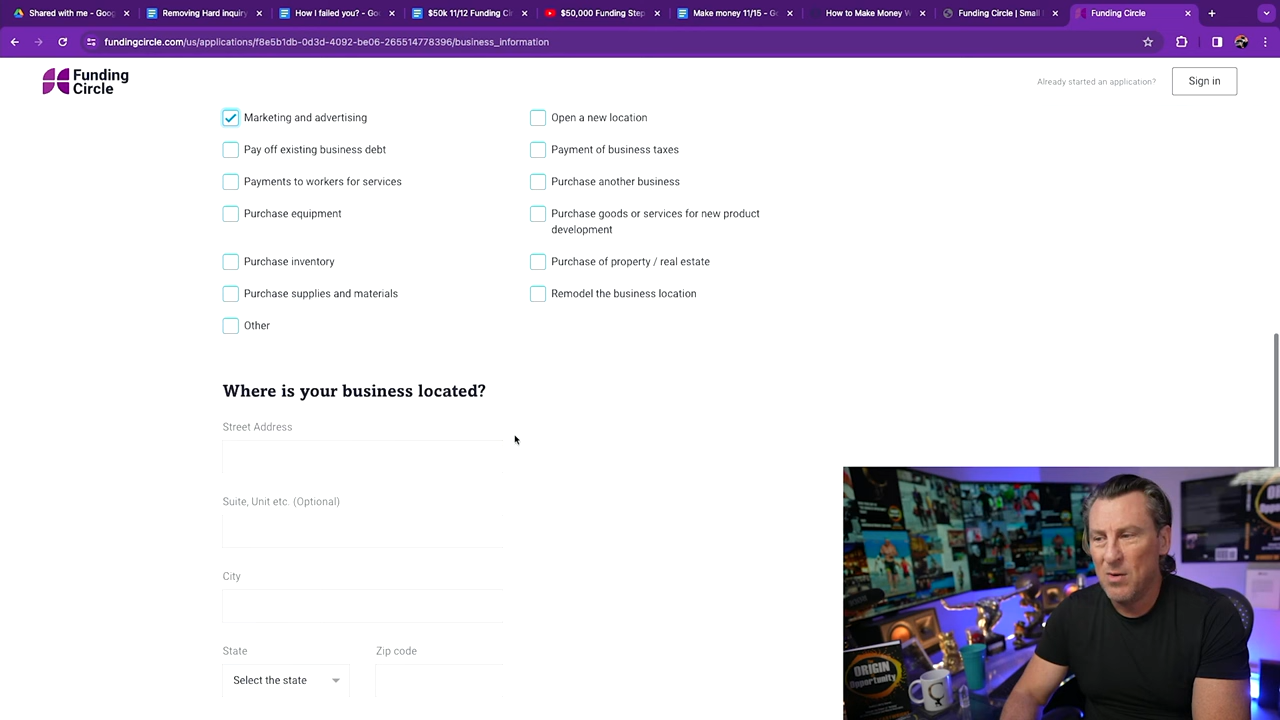 Shared with me - Goog
Removing Hard inquiry
How I failed you? - Goo
$50k 11/12 Funding Ci
$50,000 Funding Step
Make money 11/15 - G
How to Make Money W
Funding Circle | Small
Funding Circle
fundingcircle.com/us/applications/f8e5b1db-0d3d-4092-be06-265514778396/business_information
Funding
Circle
Already started an application?
Sign in
Marketing and advertising
Open a new location
Pay off existing business debt
Payment of business taxes
Payments to workers for services
Purchase another business
Purchase equipment
Purchase goods or services for new product
development
Purchase inventory
Purchase of property / real estate
Purchase supplies and materials
Remodel the business location
Other
Where is your business located?
Street Address
Suite, Unit etc. (Optional)
City
State
Zip code
Select the state
ORIGIN
Opportunity